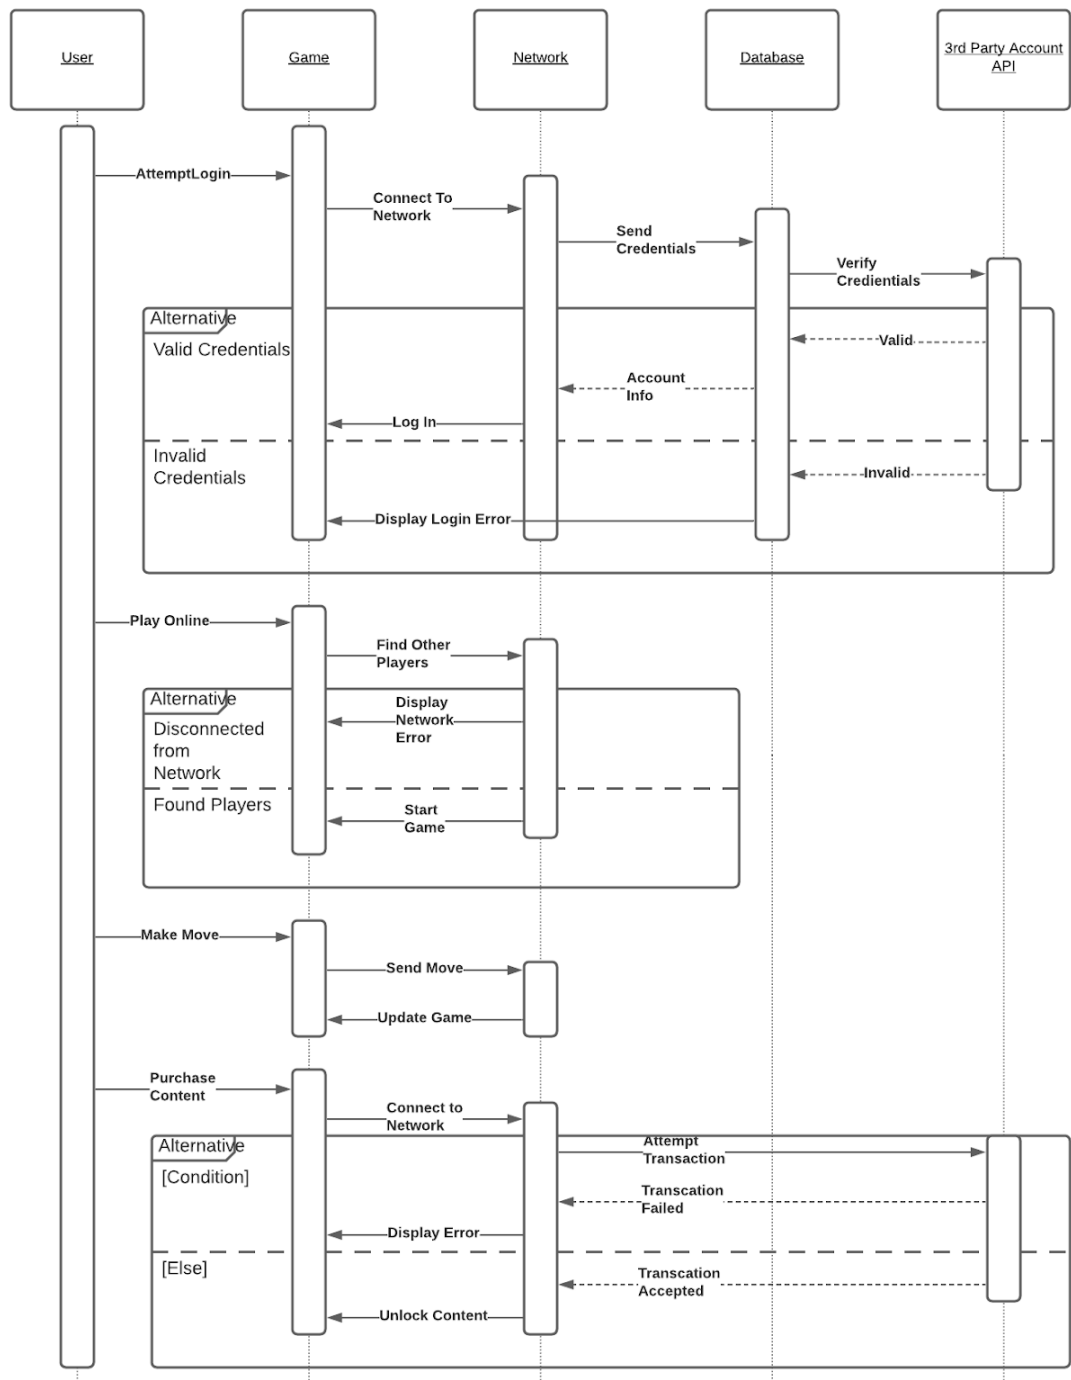 User
Game
Network
Database
3rd Party Account
API
AttemptLogin
Connect To
Network
Send
Credentials
Verify
Credientials
Alternative
Valid Credentials
Valid
Account
Info
Log In
Invalid
Credentials
Invalid
Display Login Error
Play Online
Find Other
Players
Alternative
Display
Network
Error
Disconnected
from
Network
Found Players
Start
Game
Make Move
Send Move
Update Game
Purchase
Content
Connect to
Network
Alternative
Attempt
Transaction
[Condition]
Transcation
Failed
Display Error
[Else]
Transcation
Accepted
Unlock Content